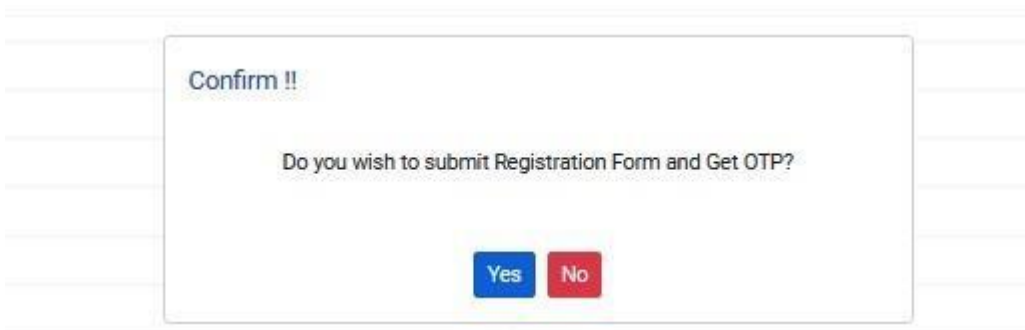 Confirm !!
Do you wish to submit Registration Form and Get OTP?
Yes No